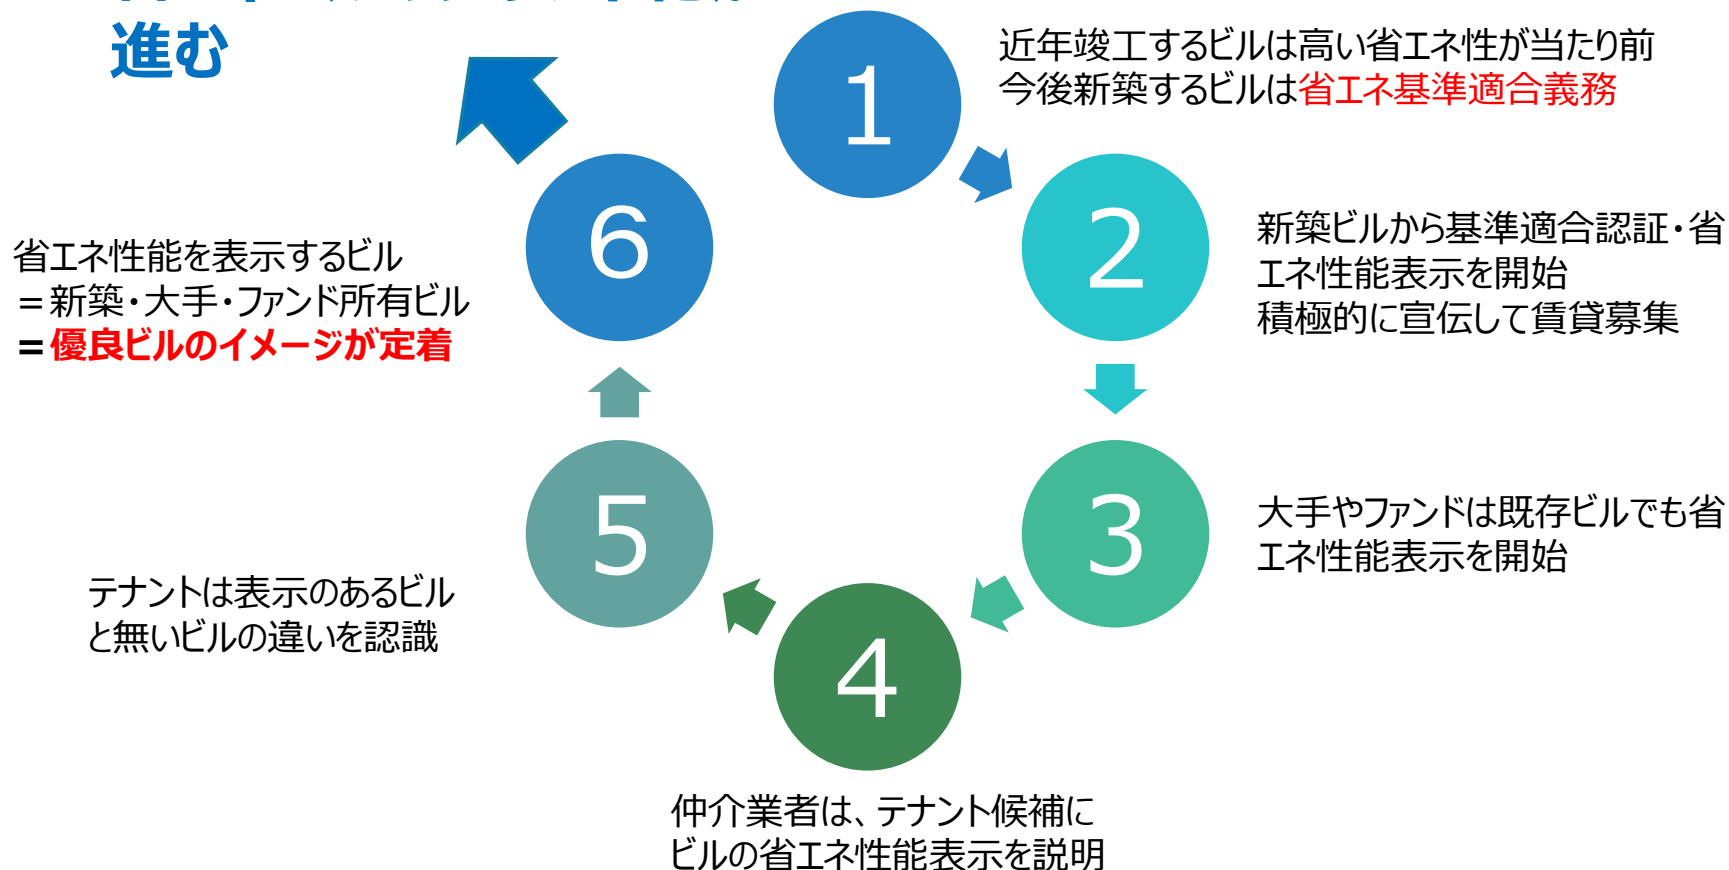 進む
1
近年竣工するビルは高い省エネ性が当たり前
今後新築するビルは省エネ基準適合義務
2
新築ビルから基準適合認証・省
エネ性能表示を開始
積極的に宣伝して賃貸募集
3
大手やファンドは既存ビルでも省
エネ性能表示を開始
4
仲介業者は、テナント候補に
ビルの省エネ性能表示を説明
5
テナントは表示のあるビル
と無いビルの違いを認識
6
省エネ性能を表示するビル
＝新築・大手・ファンド所有ビル
＝優良ビルのイメージが定着